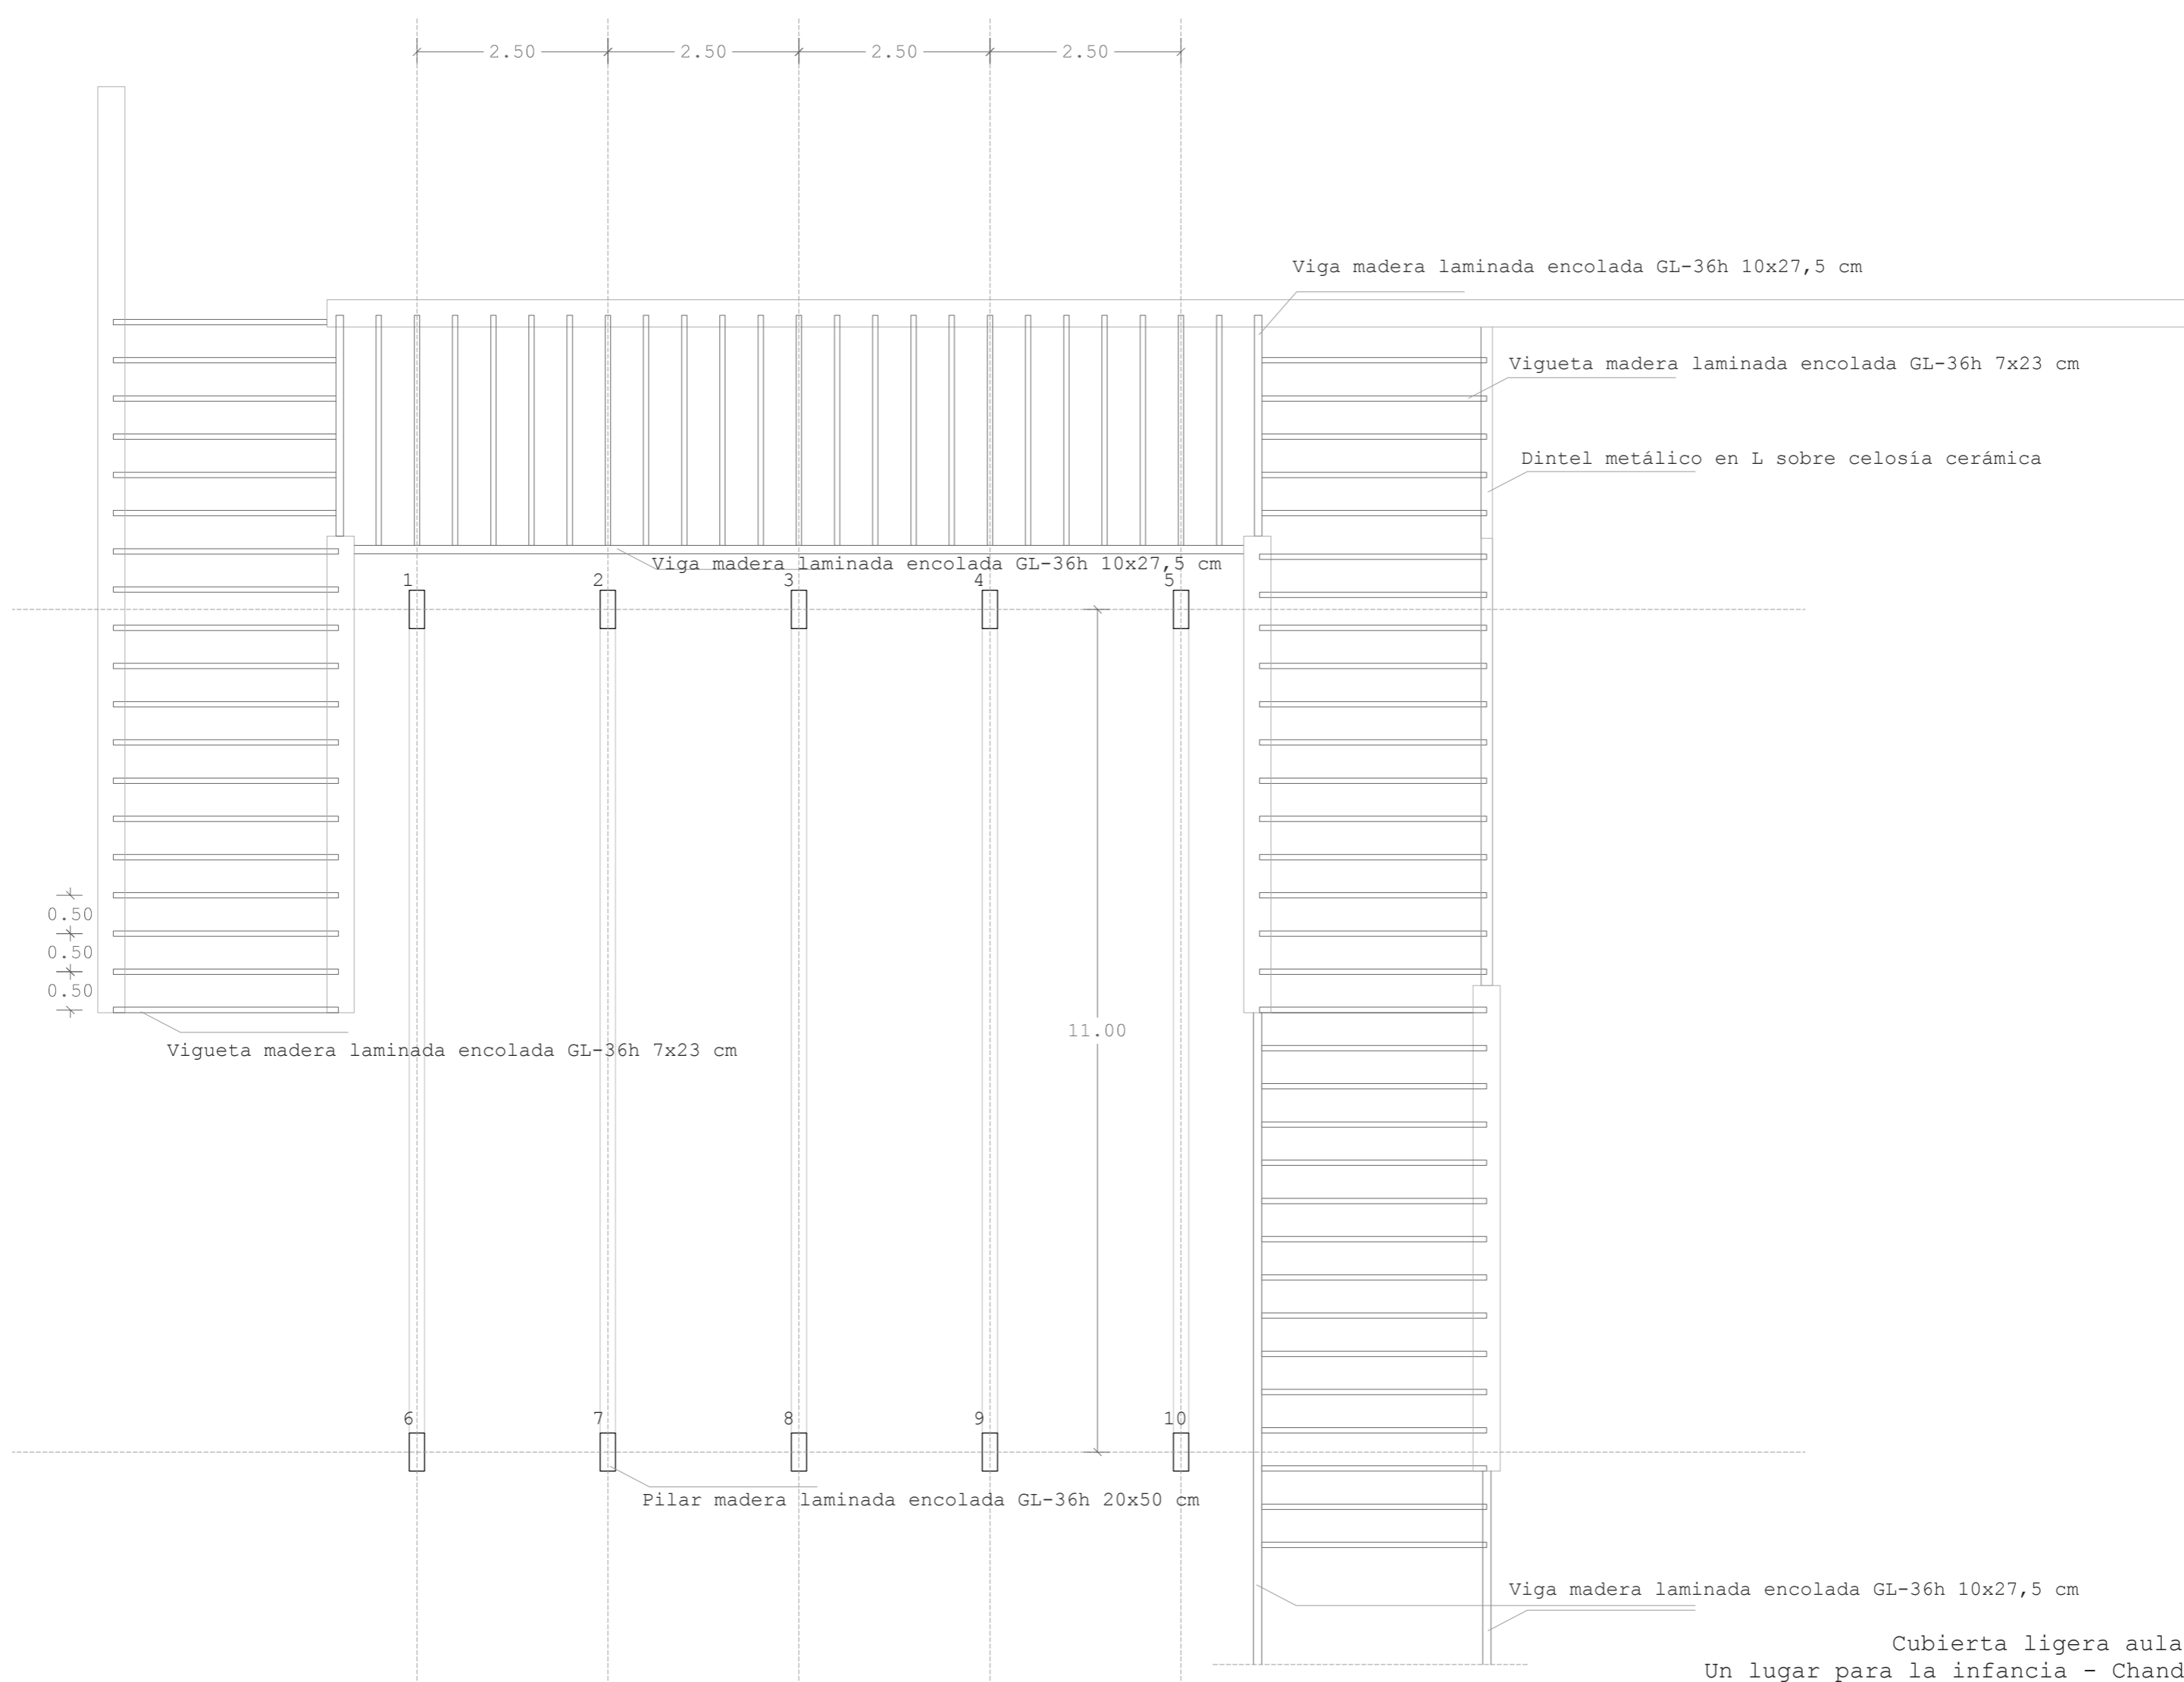 2.50 2.50 2.50 2.50
Viga madera laminada encolada GL-36h 10x27,5 cm
Vigueta madera laminada encolada GL-36h 7x23 cm
Dintel metálico en L sobre celosía cerámica
Viga madera laminada encolada GL-36h 10x27,5 cm
1 2 3 4 5
0.50
0.50
0.50
11.00
Vigueta madera laminada encolada GL-36h 7x23 cm
6 7 8 9 10
Pilar madera laminada encolada GL-36h 20x50 cm
Viga madera laminada encolada GL-36h 10x27,5 cm
Cubierta ligera aula
Un lugar para la infancia - Chand